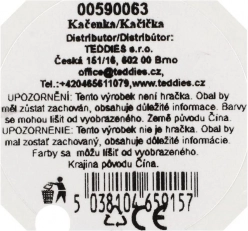 00590063
Kačenka/Kačička
Distributor/Distribútor:
TEDDIES s.r.o.
Česká 151/16, 602 00 Brno
office@teddies.cz
Tel.:+420465611079,www.teddies.cz
UPOZORNĚNÍ: Tento výrobek není hračka. Obal by
měl zůstat zachován, obsahuje důležité informace. Barvy
se mohou lišit od vyobrazeného. Země původu Čína.
UPOZORNENIE: Tento výrobok nie je hračka. Obal by
mal zostať zachovaný, obsahuje dôležité informácie.
Farby sa môžu líšiť od vyobrazeného.
Krajina pôvodu Čína.
5 038104 659157
CE